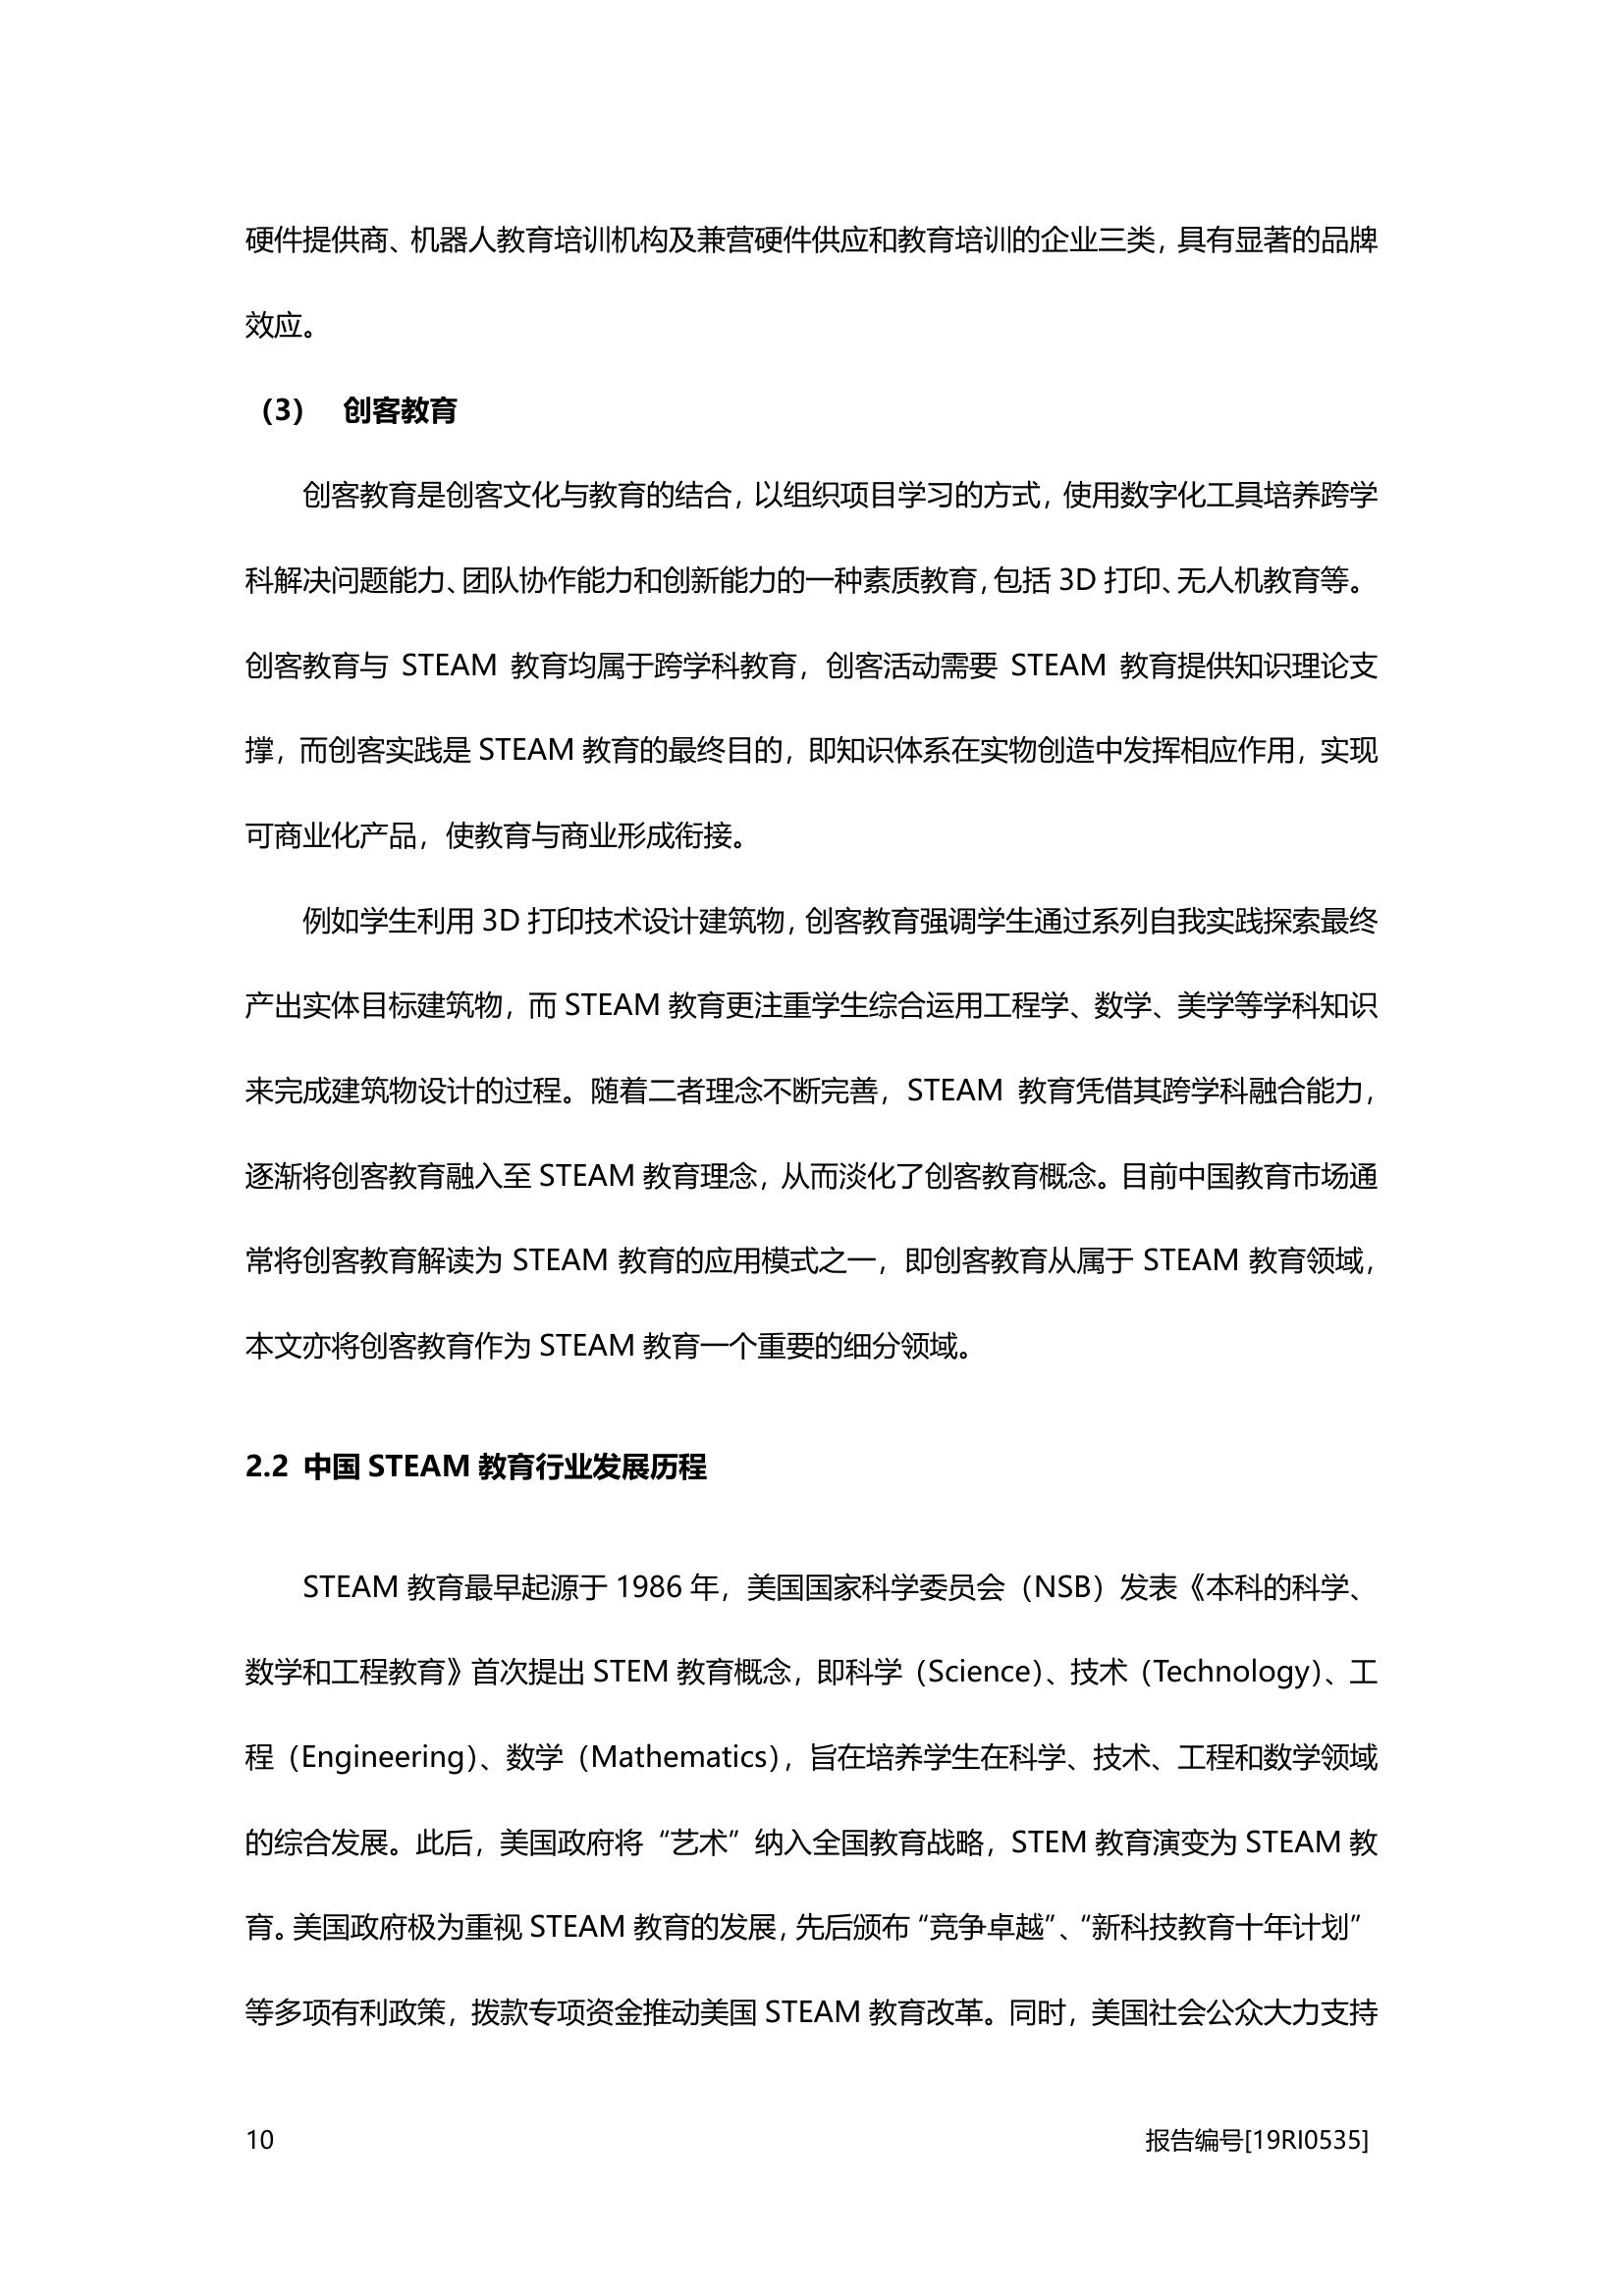 硬件提供商、机器人教育培训机构及兼营硬件供应和教育培训的企业三类，具有显著的品牌
效应。
（3） 创客教育
创客教育是创客文化与教育的结合，以组织项目学习的方式，使用数字化工具培养跨学
科解决问题能力、团队协作能力和创新能力的一种素质教育，包括 3D 打印、无人机教育等。
创客教育与 STEAM 教育均属于跨学科教育，创客活动需要 STEAM 教育提供知识理论支
撑，而创客实践是 STEAM 教育的最终目的，即知识体系在实物创造中发挥相应作用，实现
可商业化产品，使教育与商业形成衔接。
例如学生利用 3D 打印技术设计建筑物，创客教育强调学生通过系列自我实践探索最终
产出实体目标建筑物，而 STEAM 教育更注重学生综合运用工程学、数学、美学等学科知识
来完成建筑物设计的过程。随着二者理念不断完善，STEAM 教育凭借其跨学科融合能力，
逐渐将创客教育融入至 STEAM 教育理念，从而淡化了创客教育概念。目前中国教育市场通
常将创客教育解读为 STEAM 教育的应用模式之一，即创客教育从属于 STEAM 教育领域，
本文亦将创客教育作为 STEAM 教育一个重要的细分领域。
2.2 中国 STEAM 教育行业发展历程
STEAM 教育最早起源于 1986 年，美国国家科学委员会（NSB）发表《本科的科学、
数学和工程教育》首次提出 STEM 教育概念，即科学（Science）、技术（Technology）、工
程（Engineering）、数学（Mathematics），旨在培养学生在科学、技术、工程和数学领域
的综合发展。此后，美国政府将“艺术”纳入全国教育战略，STEM 教育演变为 STEAM 教
育。美国政府极为重视 STEAM 教育的发展，先后颁布“竞争卓越”、“新科技教育十年计划”
等多项有利政策，拨款专项资金推动美国 STEAM 教育改革。同时，美国社会公众大力支持
10 报告编号[19RI0535]